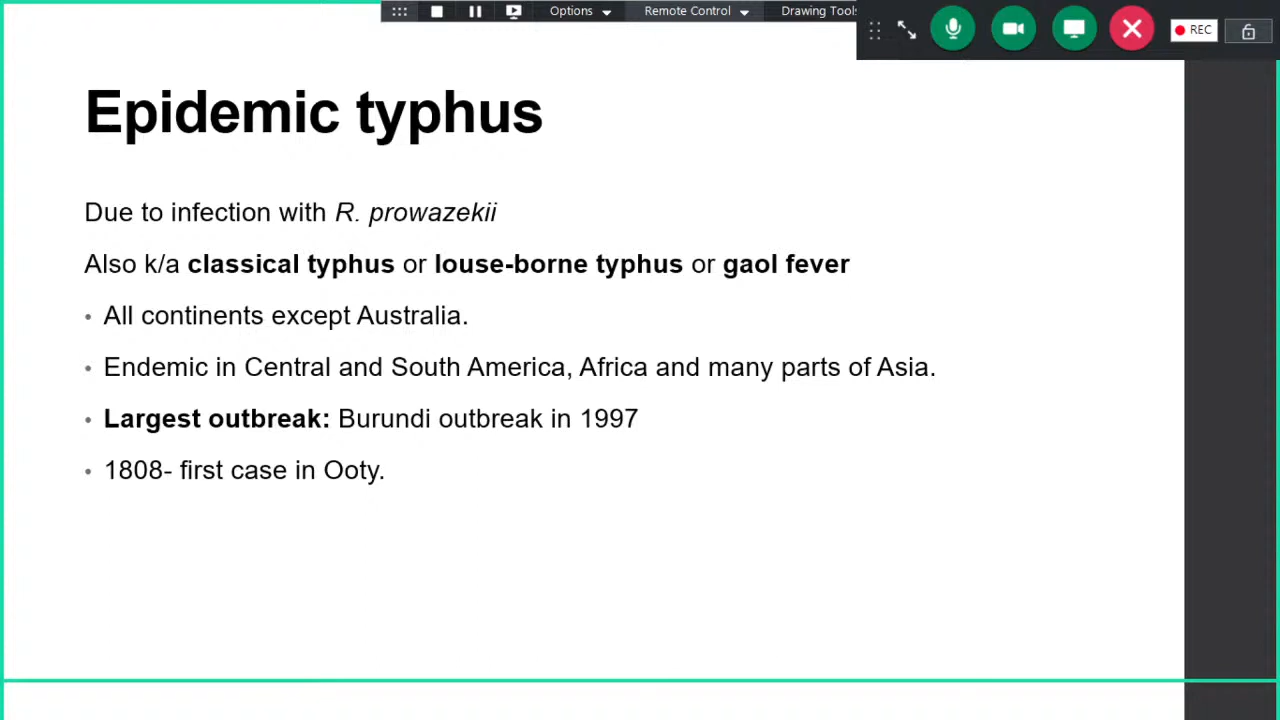 Options
Remote Control
Drawing Tools
REC
Epidemic typhus
Due to infection with R. prowazekii
Also k/a classical typhus or louse-borne typhus or gaol fever
• All continents except Australia.
• Endemic in Central and South America, Africa and many parts of Asia.
• Largest outbreak: Burundi outbreak in 1997
• 1808- first case in Ooty.